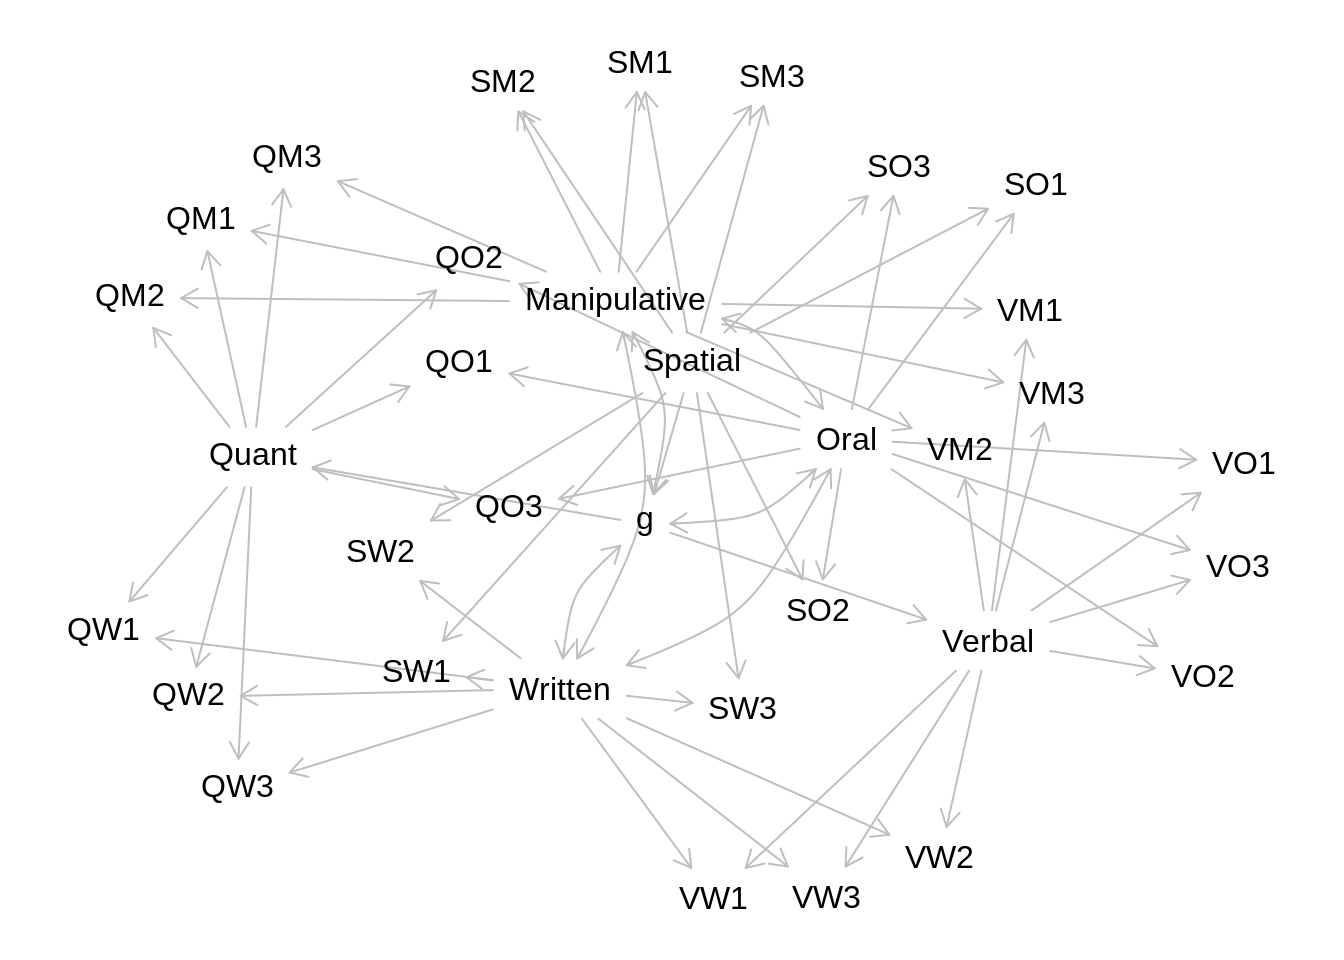 SM1
SM3
SM2
QM3
SO3
SO1
QM1
QO2
QM2
Manipulative
VM1
Spatial
QO1
VM3
Oral
VM2
Quant
VO1
QO3
g
SW2
VO3
SO2
QW1
Verbal
SW1
VO2
Written
QW2
SW3
QW3
VW2
VW3
VW1